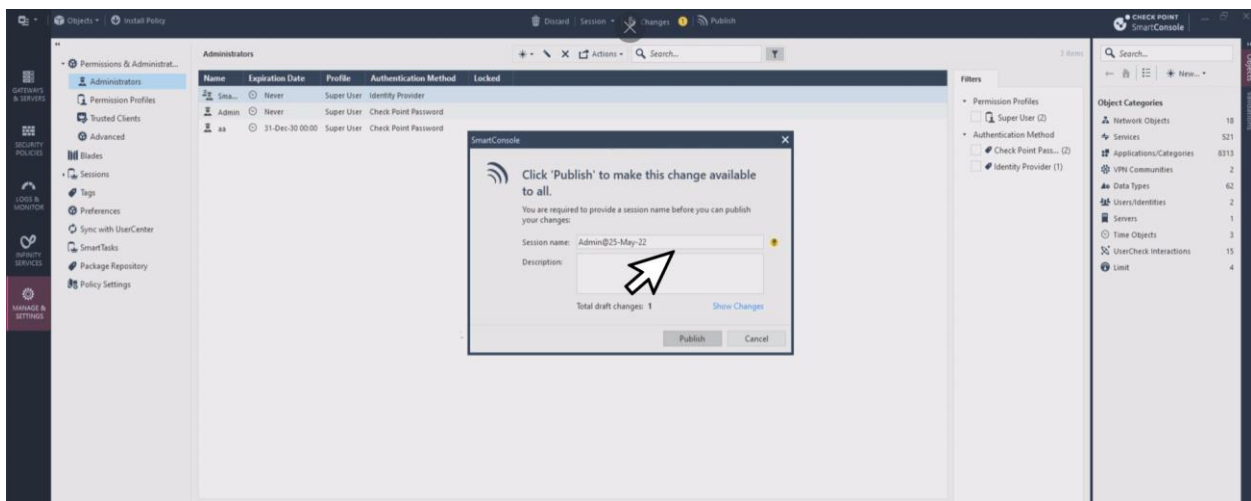 Objects
Install Policy
Discard
Session
Changes
1
Publish
CHECK POINT
SmartConsole
GATEWAYS
& SERVERS
SECURITY
POLICIES
LOGS &
MONITOR
INFINITY
SERVICES
MANAGE &
SETTINGS
Permissions & Administrat...
Administrators
Permission Profiles
Trusted Clients
Advanced
Blades
Sessions
Tags
Preferences
Sync with UserCenter
SmartTasks
Package Repository
Policy Settings
Administrators
Actions
Search...
3 items
Name Expiration Date Profile Authentication Method Locked
Sma... Never Super User Identity Provider
Admin Never Super User Check Point Password
aa 31-Dec-30 00:00 Super User Check Point Password
SmartConsole
Click 'Publish' to make this change available
to all.
You are required to provide a session name before you can publish
your changes:
Session name: Admin@25-May-22
Description:
Total draft changes: 1 Show Changes
Publish Cancel
Filters
Permission Profiles
Super User (2)
Authentication Method
Check Point Pass... (2)
Identity Provider (1)
Search...
New...
Object Categories
Network Objects 18
Services 521
Applications/Categories 8313
VPN Communities 2
Data Types 62
Users/Identities 2
Servers 1
Time Objects 3
UserCheck Interactions 15
Limit 4
Objects